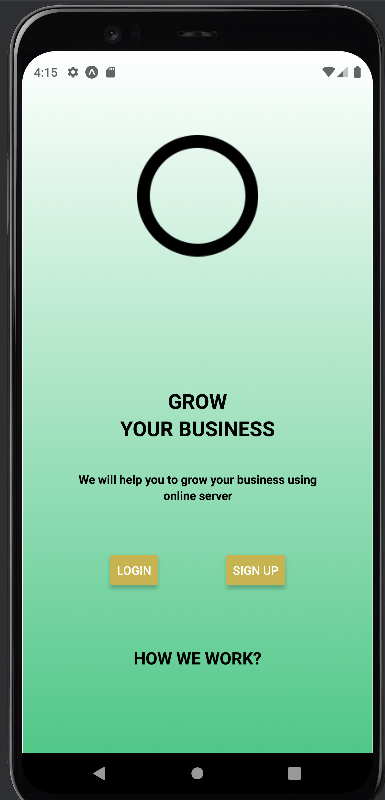 4:15
GROW
YOUR BUSINESS
We will help you to grow your business using
online server
LOGIN
SIGN UP
HOW WE WORK?